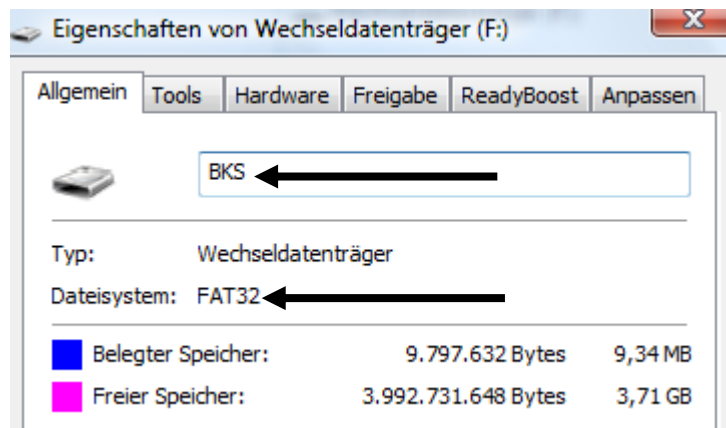 Eigenschaften von Wechseldatenträger (F:)
Allgemein Tools Hardware Freigabe ReadyBoost Anpassen
BKS
Typ: Wechseldatenträger
Dateisystem: FAT32
Belegter Speicher: 9.797.632 Bytes 9,34 MB
Freier Speicher: 3.992.731.648 Bytes 3,71 GB